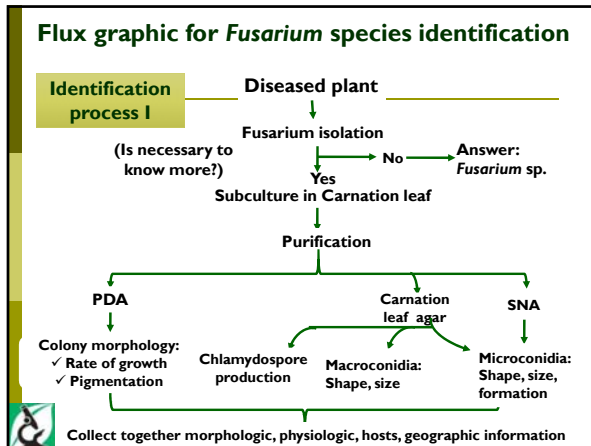 Flux graphic for Fusarium species identification
Identification
process I
Diseased plant
Fusarium isolation
(Is necessary to
know more?)
No
Answer:
Fusarium sp.
Yes
Subculture in Carnation leaf
Purification
PDA
Carnation
leaf agar
SNA
Colony morphology:
✓ Rate of growth
✓ Pigmentation
Chlamydospore
production
Macroconidia:
Shape, size
Microconidia:
Shape, size,
formation
Collect together morphologic, physiologic, hosts, geographic information